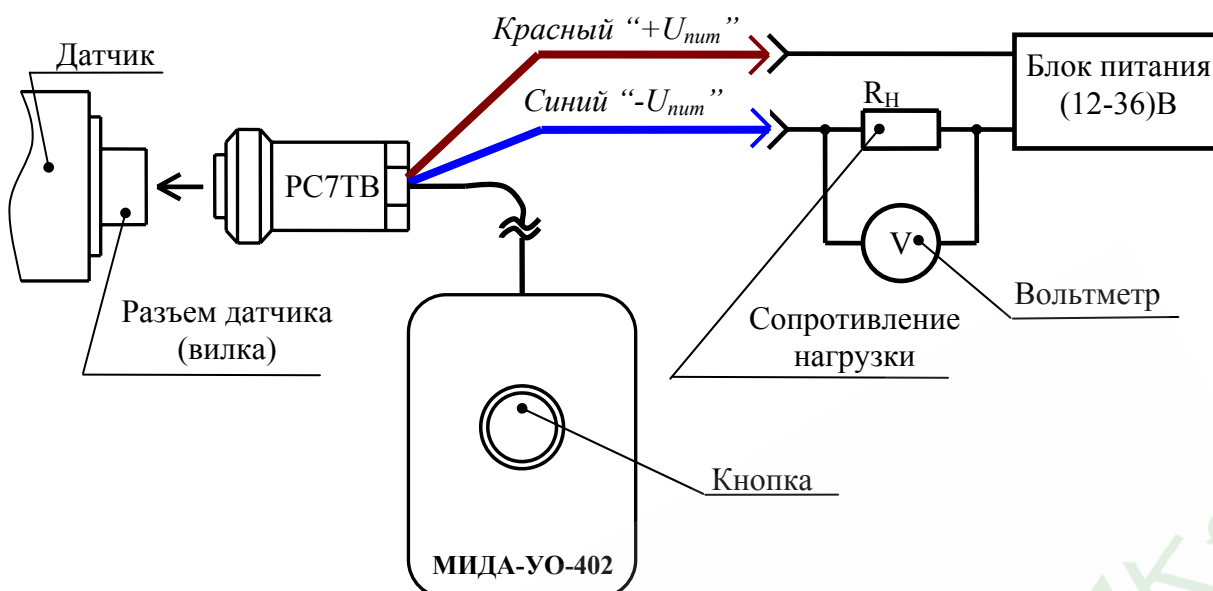 Датчик
Красный “+Uпит”
Синий “-Uпит”
Блок питания
(12-36)В
RН
РС7ТВ
V
Разъем датчика
(вилка)
Сопротивление
нагрузки
Вольтметр
Кнопка
МИДА-УО-402